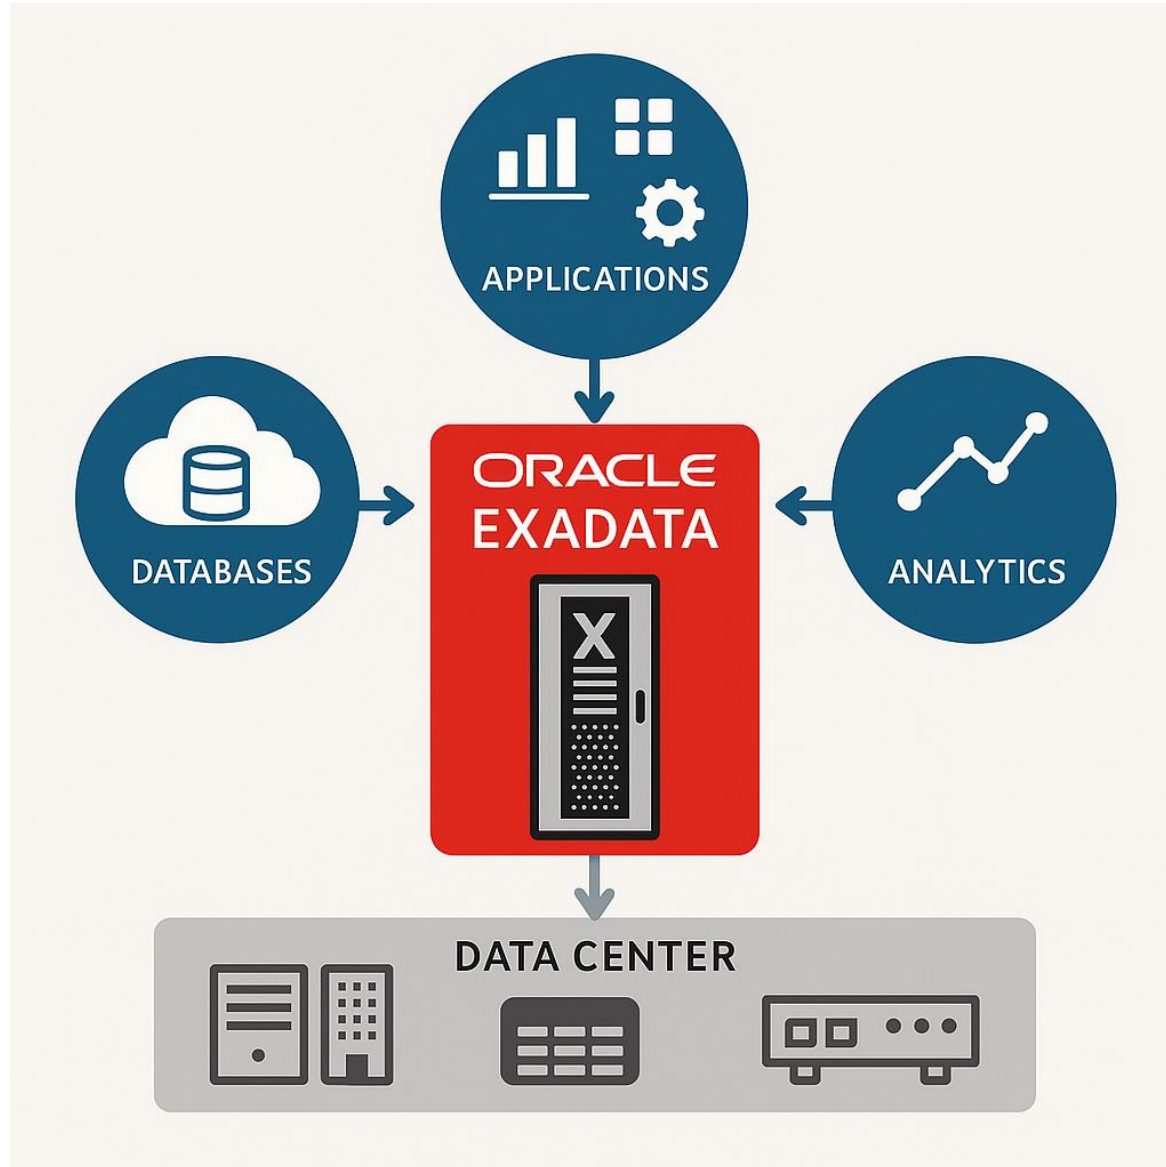 APPLICATIONS
DATABASES
ORACLE
EXADATA
X
ANALYTICS
DATA CENTER